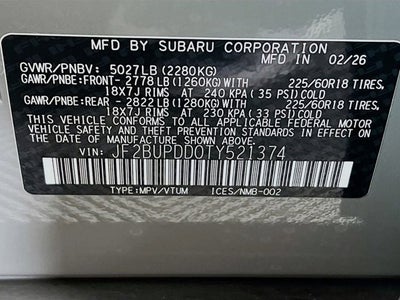 MFD BY SUBARU CORPORATION
GVWR/PNBV: 5027LB (2280KG) MFD IN 02/26
GAWR/PNBE:FRONT- 2778 LB (1260KG)WITH 225/60R18 TIRES,
18X7J RIMS AT 240 KPA (35 PSI)COLD
GAWR/PNBE:REAR - 2822 LB (1280KG)WITH 225/60R18 TIRES,
18X7J RIMS AT 230 KPA (33 PSI)COLD
THIS VEHICLE CONFORMS TO ALL APPLICABLE FEDERAL MOTOR
VEHICLE SAFETY AND THEFT PREVENTION STANDARDS IN
EFFECT ON THE DATE OF MANUFACTURE SHOWN ABOVE.
VIN: JF2BUPDD0TY521374
TYPE:MPV/VTUM ICES/NMB-002